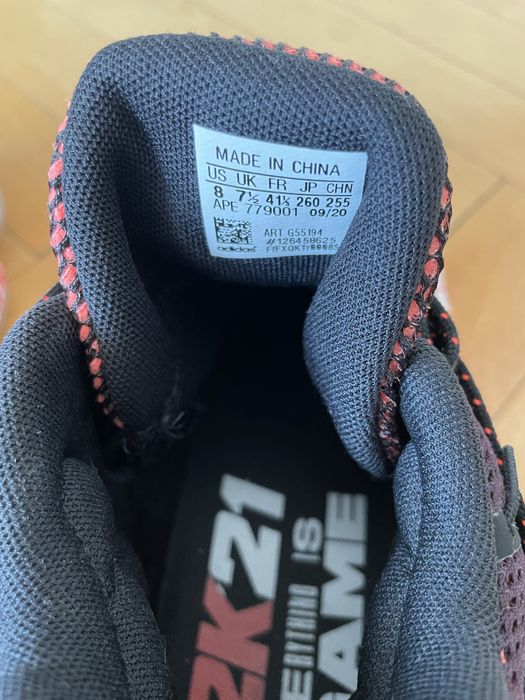 MADE IN CHINA
US UK FR JP CHN
8 7½ 41⅓ 260 255
APE 779001 09/20
ART G55194
#126458625
adidas
2K21
IS
GAME